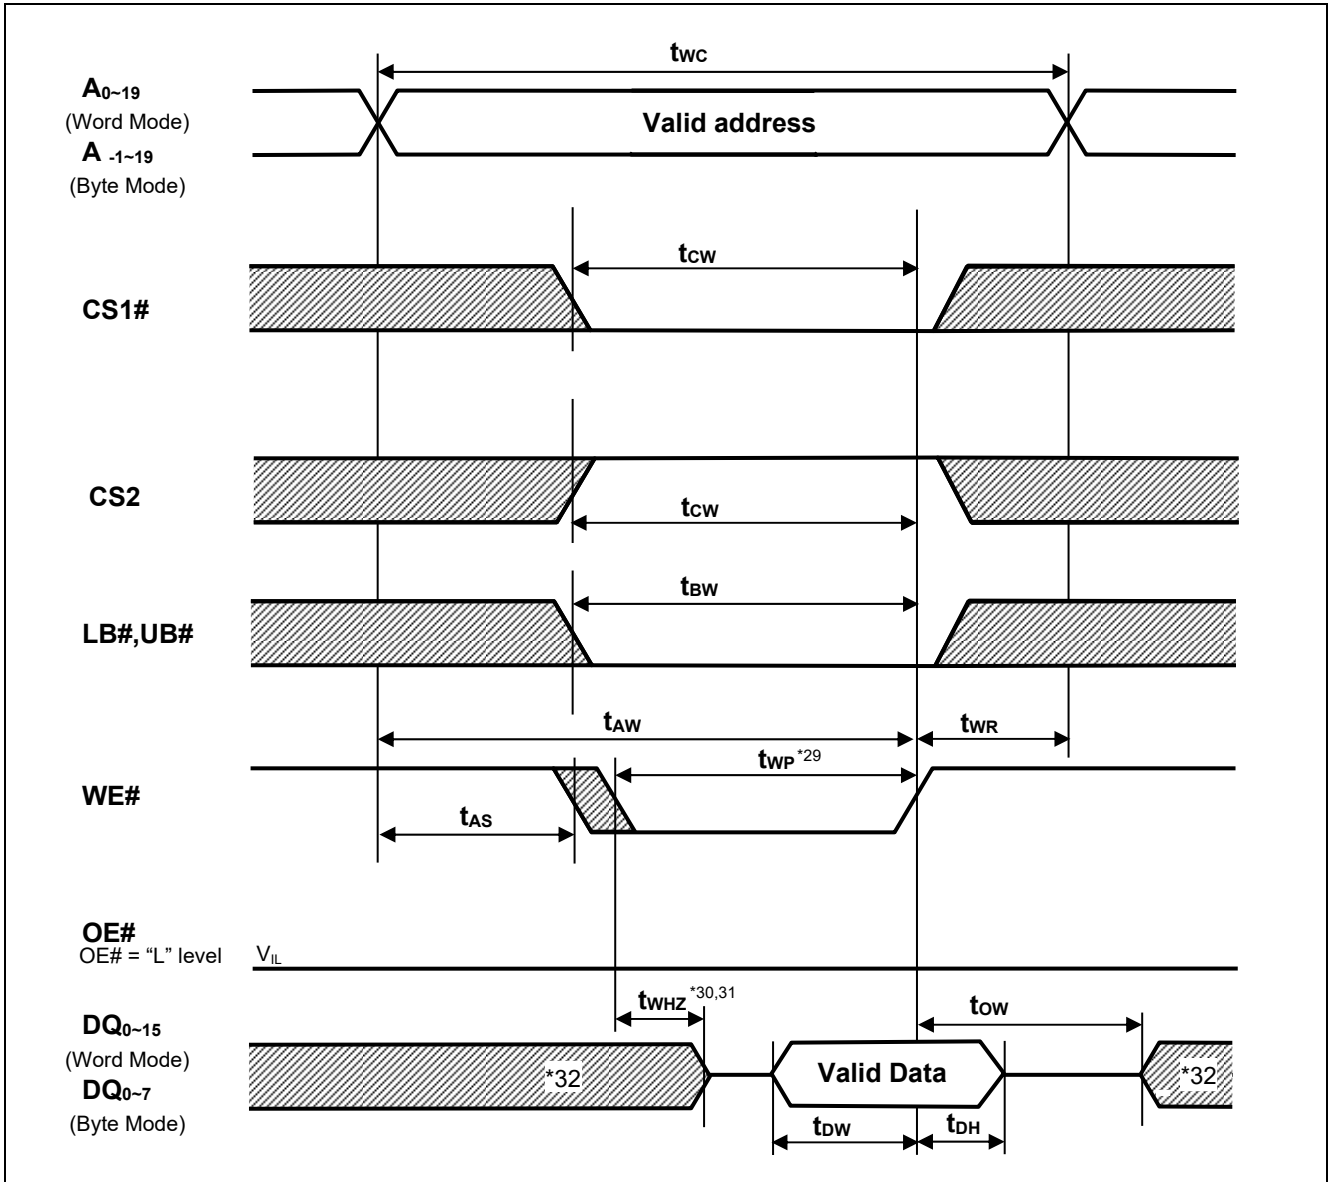 tWC
A0~19
(Word Mode)
Valid address
A -1~19
(Byte Mode)
tCW
CS1#
CS2
tCW
tBW
LB#,UB#
tAW
tWR
tWP *29
WE#
tAS
OE#
OE# = “L” level VIL
tWHZ *30,31
tOW
DQ0~15
(Word Mode)
*32
Valid Data
*32
DQ0~7
(Byte Mode)
tDW
tDH